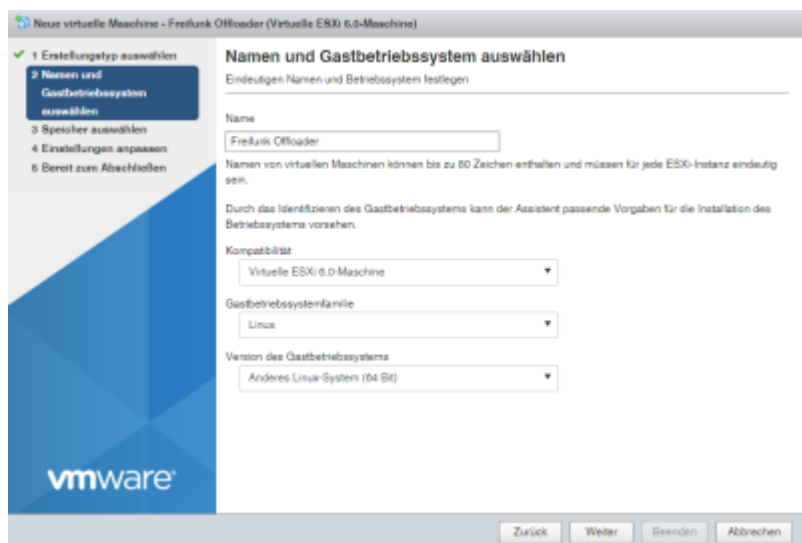 Neue virtuelle Maschine - Freifunk Offloader (Virtuelle ESXi 6.0-Maschine)
1 Erstellungstyp auswählen
2 Namen und
Gastbetriebssystem
auswählen
3 Speicher auswählen
4 Einstellungen anpassen
5 Bereit zum Abschließen
Namen und Gastbetriebssystem auswählen
Eindeutigen Namen und Betriebssystem festlegen
Name
Freifunk Offloader
Namen von virtuellen Maschinen können bis zu 80 Zeichen enthalten und müssen für jede ESXi-Instanz eindeutig
sein.
Durch das Identifizieren des Gastbetriebssystems kann der Assistent passende Vorgaben für die Installation des
Betriebssystems vorsehen.
Kompatibilität
Virtuelle ESXi 6.0-Maschine
Gastbetriebssystemfamilie
Linux
Version des Gastbetriebssystems
Anderes Linux-System (64 Bit)
vmware
Zurück Weiter Beenden Abbrechen